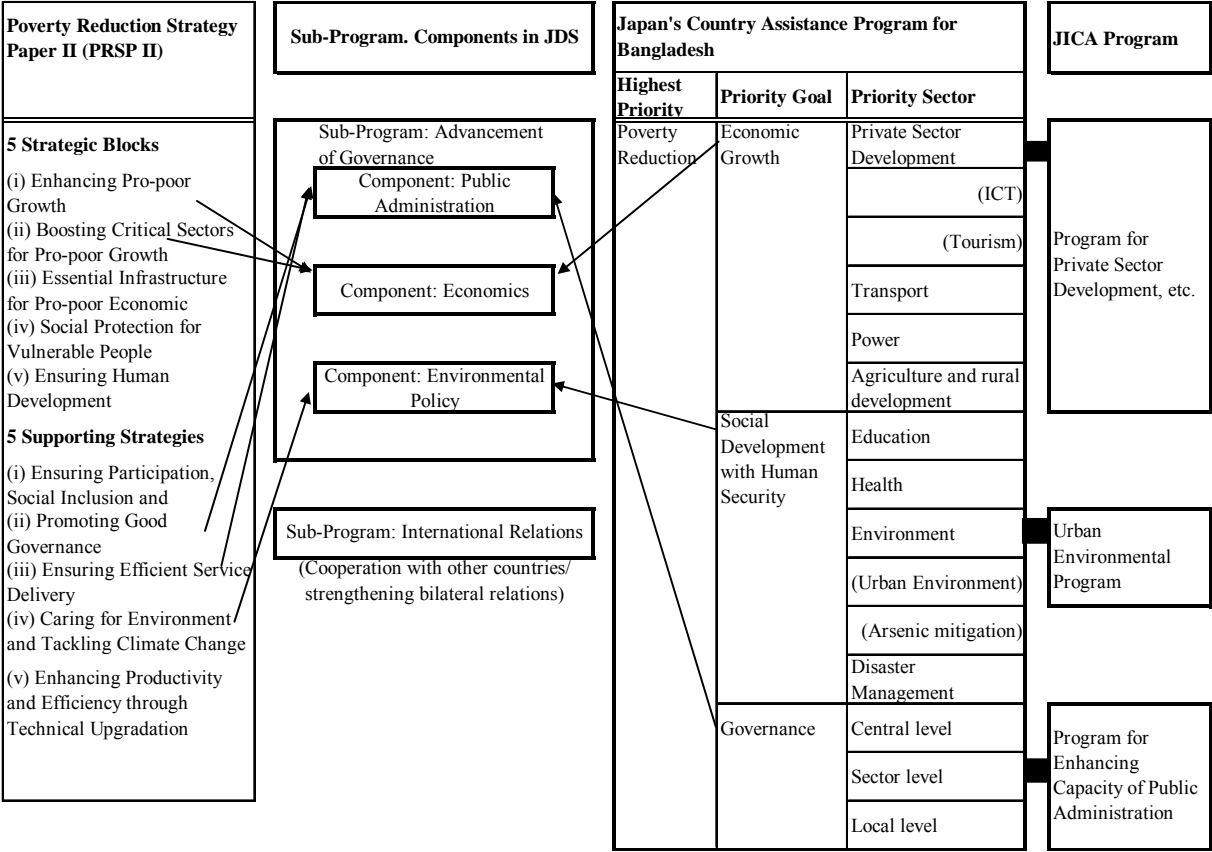 Poverty Reduction Strategy
Paper II (PRSP II)
5 Strategic Blocks
(i) Enhancing Pro-poor
Growth
(ii) Boosting Critical Sectors
for Pro-poor Growth
(iii) Essential Infrastructure
for Pro-poor Economic
(iv) Social Protection for
Vulnerable People
(v) Ensuring Human
Development
5 Supporting Strategies
(i) Ensuring Participation,
Social Inclusion and
(ii) Promoting Good
Governance
(iii) Ensuring Efficient Service
Delivery
(iv) Caring for Environment
and Tackling Climate Change
(v) Enhancing Productivity
and Efficiency through
Technical Upgradation
Sub-Program. Components in JDS
Sub-Program: Advancement
of Governance
Component: Public
Administration
Component: Economics
Component: Environmental
Policy
Sub-Program: International Relations
(Cooperation with other countries/
strengthening bilateral relations)
Japan's Country Assistance Program for
Bangladesh
Highest
Priority
Priority Goal
Priority Sector
Poverty
Reduction
Economic
Growth
Private Sector
Development
(ICT)
(Tourism)
Transport
Power
Agriculture and rural
development
Social
Development
with Human
Security
Education
Health
Environment
(Urban Environment)
(Arsenic mitigation)
Disaster
Management
Governance
Central level
Sector level
Local level
JICA Program
Program for
Private Sector
Development, etc.
Urban
Environmental
Program
Program for
Enhancing
Capacity of Public
Administration